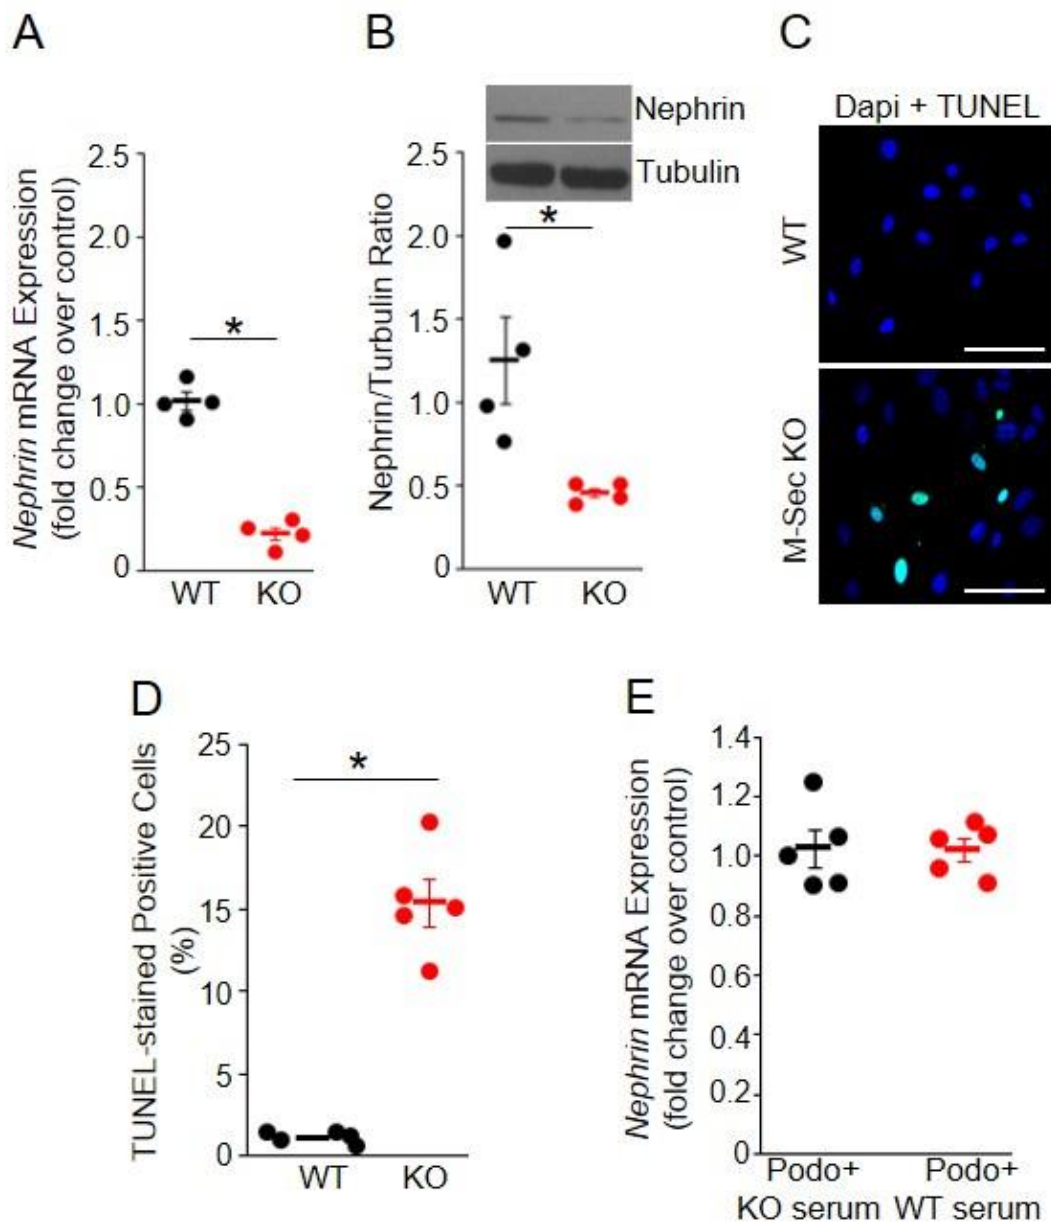 A
B
C
Nephrin
Tubulin
Dapi + TUNEL
Nephrin mRNA Expression
(fold change over control)
2.5
2.0
1.5
1.0
0.5
0
*
WT KO
Nephrin/Turbulin Ratio
2.5
2.0
1.5
1.0
0.5
0
*
WT KO
WT
M-Sec KO
D
E
TUNEL-stained Positive Cells
(%)
25
20
15
10
5
0
*
WT KO
Nephrin mRNA Expression
(fold change over control)
1.4
1.2
1.0
0.8
0.6
0.4
0.2
0
Podo+ Podo+
KO serum WT serum